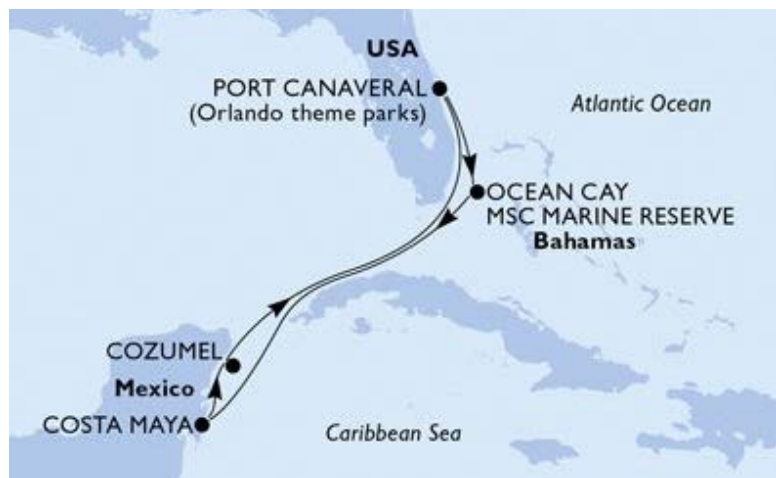 USA
PORT CANAVERAL
(Orlando theme parks)
Atlantic Ocean
OCEAN CAY
MSC MARINE RESERVE
Bahamas
COZUMEL
Mexico
COSTA MAYA
Caribbean Sea